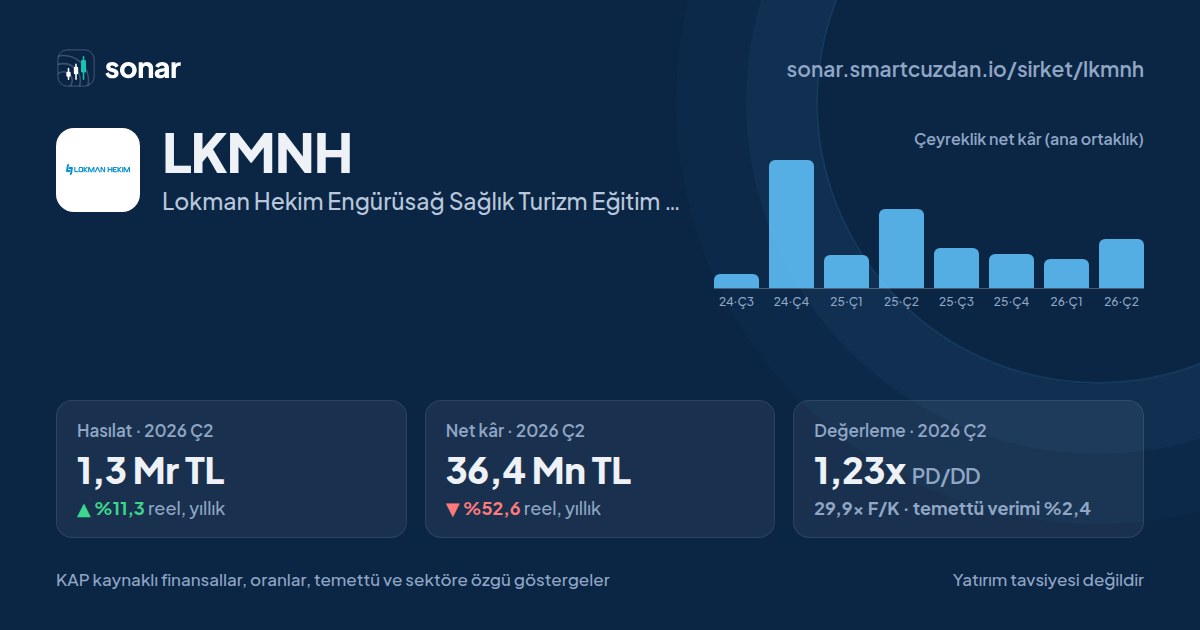 sonar
sonar.smartcuzdan.io/sirket/lkmnh
LOKMAN HEKIM
LKMNH
Lokman Hekim Engürüsağ Sağlık Turizm Eğitim ...
Çeyreklik net kâr (ana ortaklık)
24·Ç3 24·Ç4 25·Ç1 25·Ç2 25·Ç3 25·Ç4 26·Ç1 26·Ç2
Hasılat · 2026 Ç2
1,3 Mr TL
▲ %11,3 reel, yıllık
Net kâr · 2026 Ç2
36,4 Mn TL
▼ %52,6 reel, yıllık
Değerleme · 2026 Ç2
1,23x PD/DD
29,9× F/K · temettü verimi %2,4
KAP kaynaklı finansallar, oranlar, temettü ve sektöre özgü göstergeler
Yatırım tavsiyesi değildir